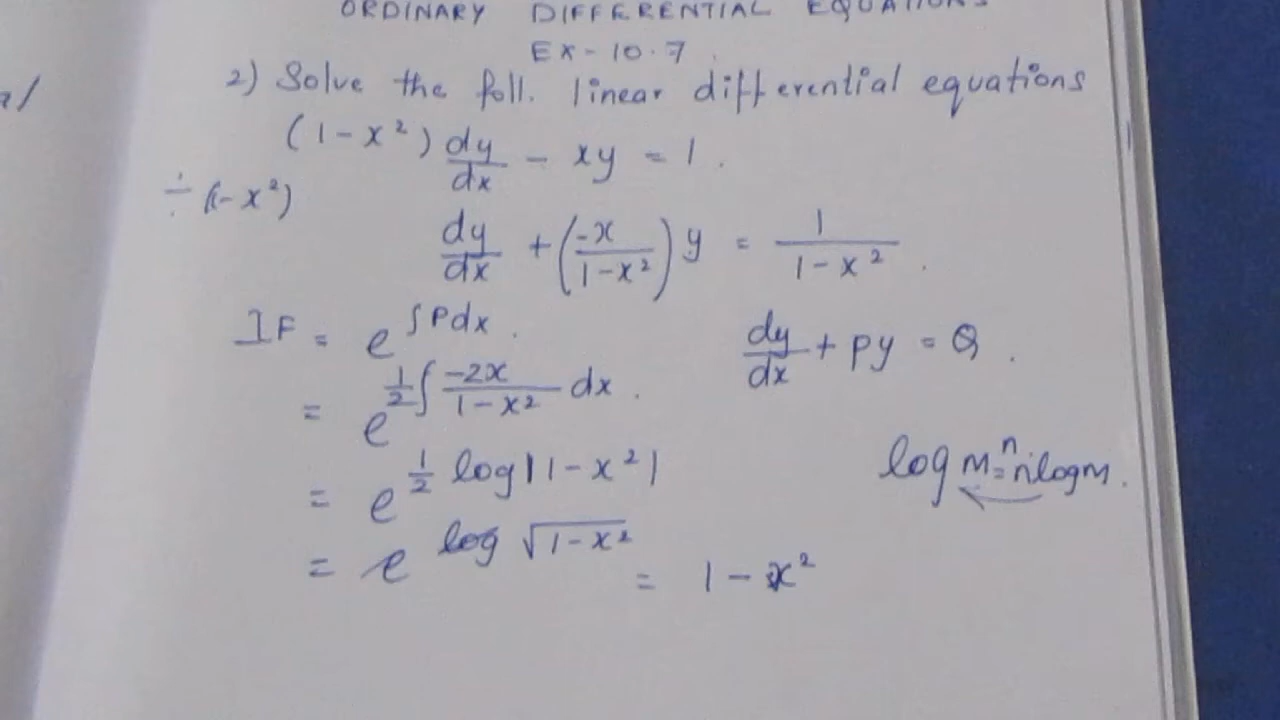 ORDINARY DIFFERENTIAL EQUATIONS
EX-10.7
2) Solve the foll. linear differential equations
(1-x²) dy/dx - xy = 1.
÷ (1-x²)
dy/dx + (-x/1-x²) y = 1/1-x².
IF = e^∫Pdx.
dy/dx + py = Q.
= e^½∫-2x/1-x² dx.
= e^½ log|1-x²|
log m^n = n log m.
= e^log √1-x² = 1-x²